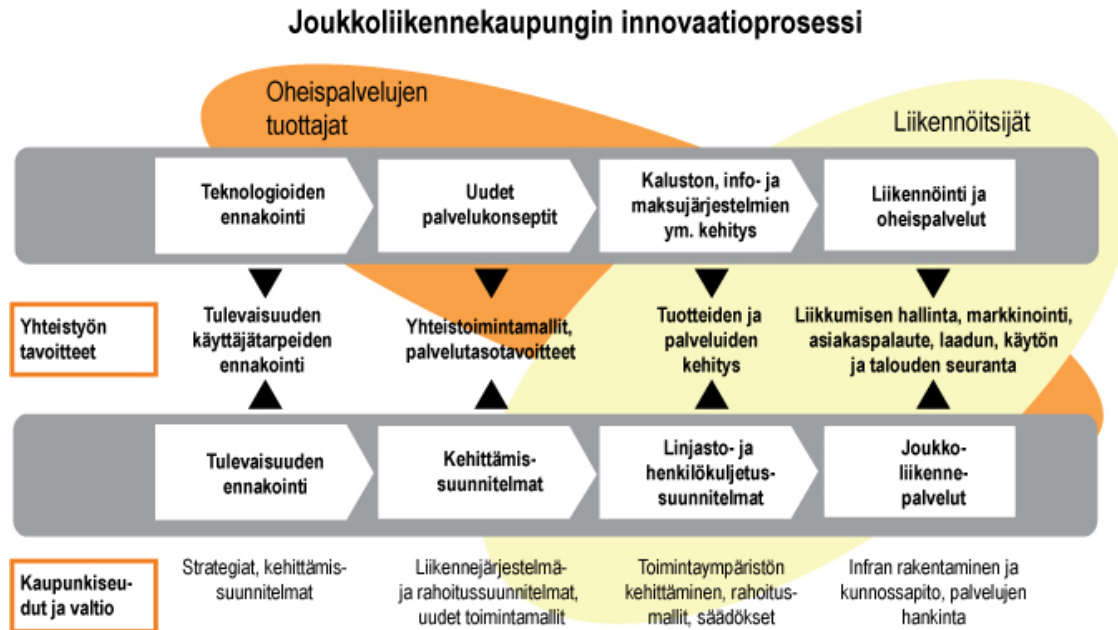 Joukkoliikennekaupungin innovaatioprosessi
Oheispalvelujen
tuottajat
Liikennöitsijät
Teknologioiden
ennakointi
Uudet
palvelukonseptit
Kaluston, info- ja
maksujärjestelmien
ym. kehitys
Liikennöinti ja
oheispalvelut
Yhteistyön
tavoitteet
Tulevaisuuden
käyttäjätarpeiden
ennakointi
Yhteistoimintamallit,
palvelutasotavoitteet
Tuotteiden ja
palveluiden
kehitys
Liikkumisen hallinta, markkinointi,
asiakaspalaute, laadun, käytön
ja talouden seuranta
Tulevaisuuden
ennakointi
Kehittämis-
suunnitelmat
Linjasto- ja
henkilökuljetus-
suunnitelmat
Joukko-
liikenne-
palvelut
Kaupunkiseu-
dut ja valtio
Strategiat, kehittämis-
suunnitelmat
Liikennejärjestelmä-
ja rahoitussuunnitelmat,
uudet toimintamallit
Toimintaympäristön
kehittäminen, rahoitus-
mallit, säädökset
Infran rakentaminen ja
kunnossapito, palvelujen
hankinta